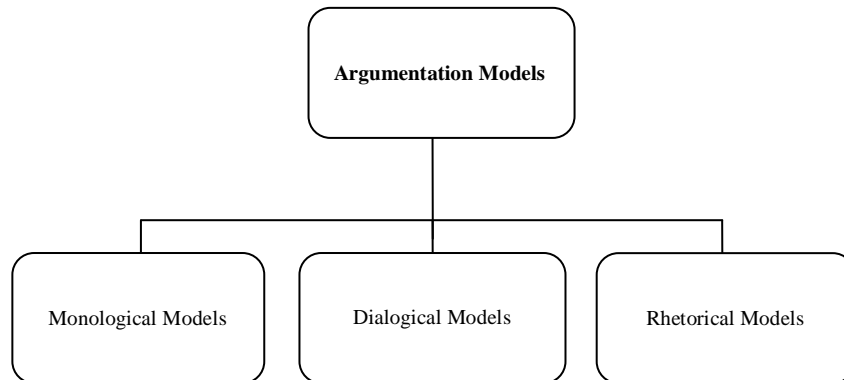 Argumentation Models
Monological Models
Dialogical Models
Rhetorical Models